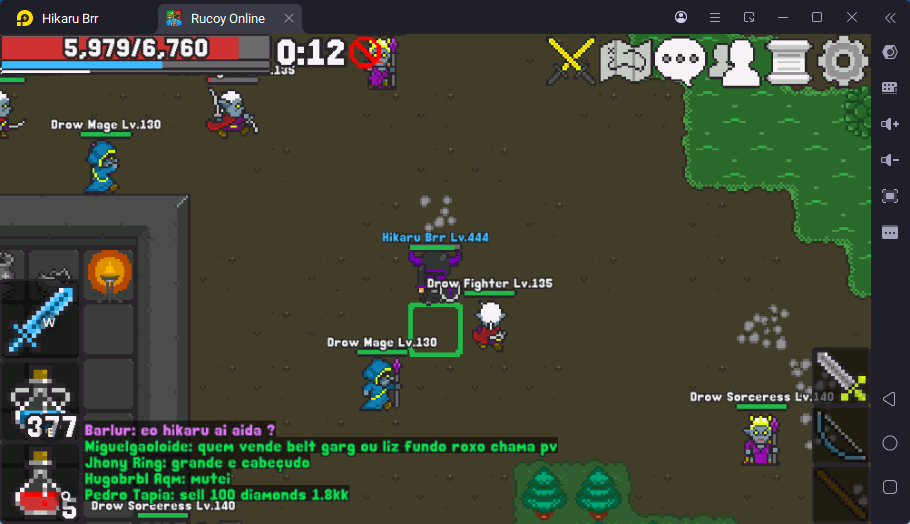 Hikaru Brr
Rucoy Online
5,979/6,760
0:12
Drow Mage Lv.130
Hikaru Brr Lv.444
Drow Fighter Lv.135
W
Drow Mage Lv.130
Drow Sorceress Lv.140
377
E
Barlur: eo hikaru ai aida ?
Miguelgaoloide: quem vende belt garg ou liz fundo roxo chama pv
Jhony Ring: grande e cabeçudo
Hugobrbl Aqm: mutei
Pedro Tapia: sell 100 diamonds 1.8kk
5
Drow Sorceress Lv.140